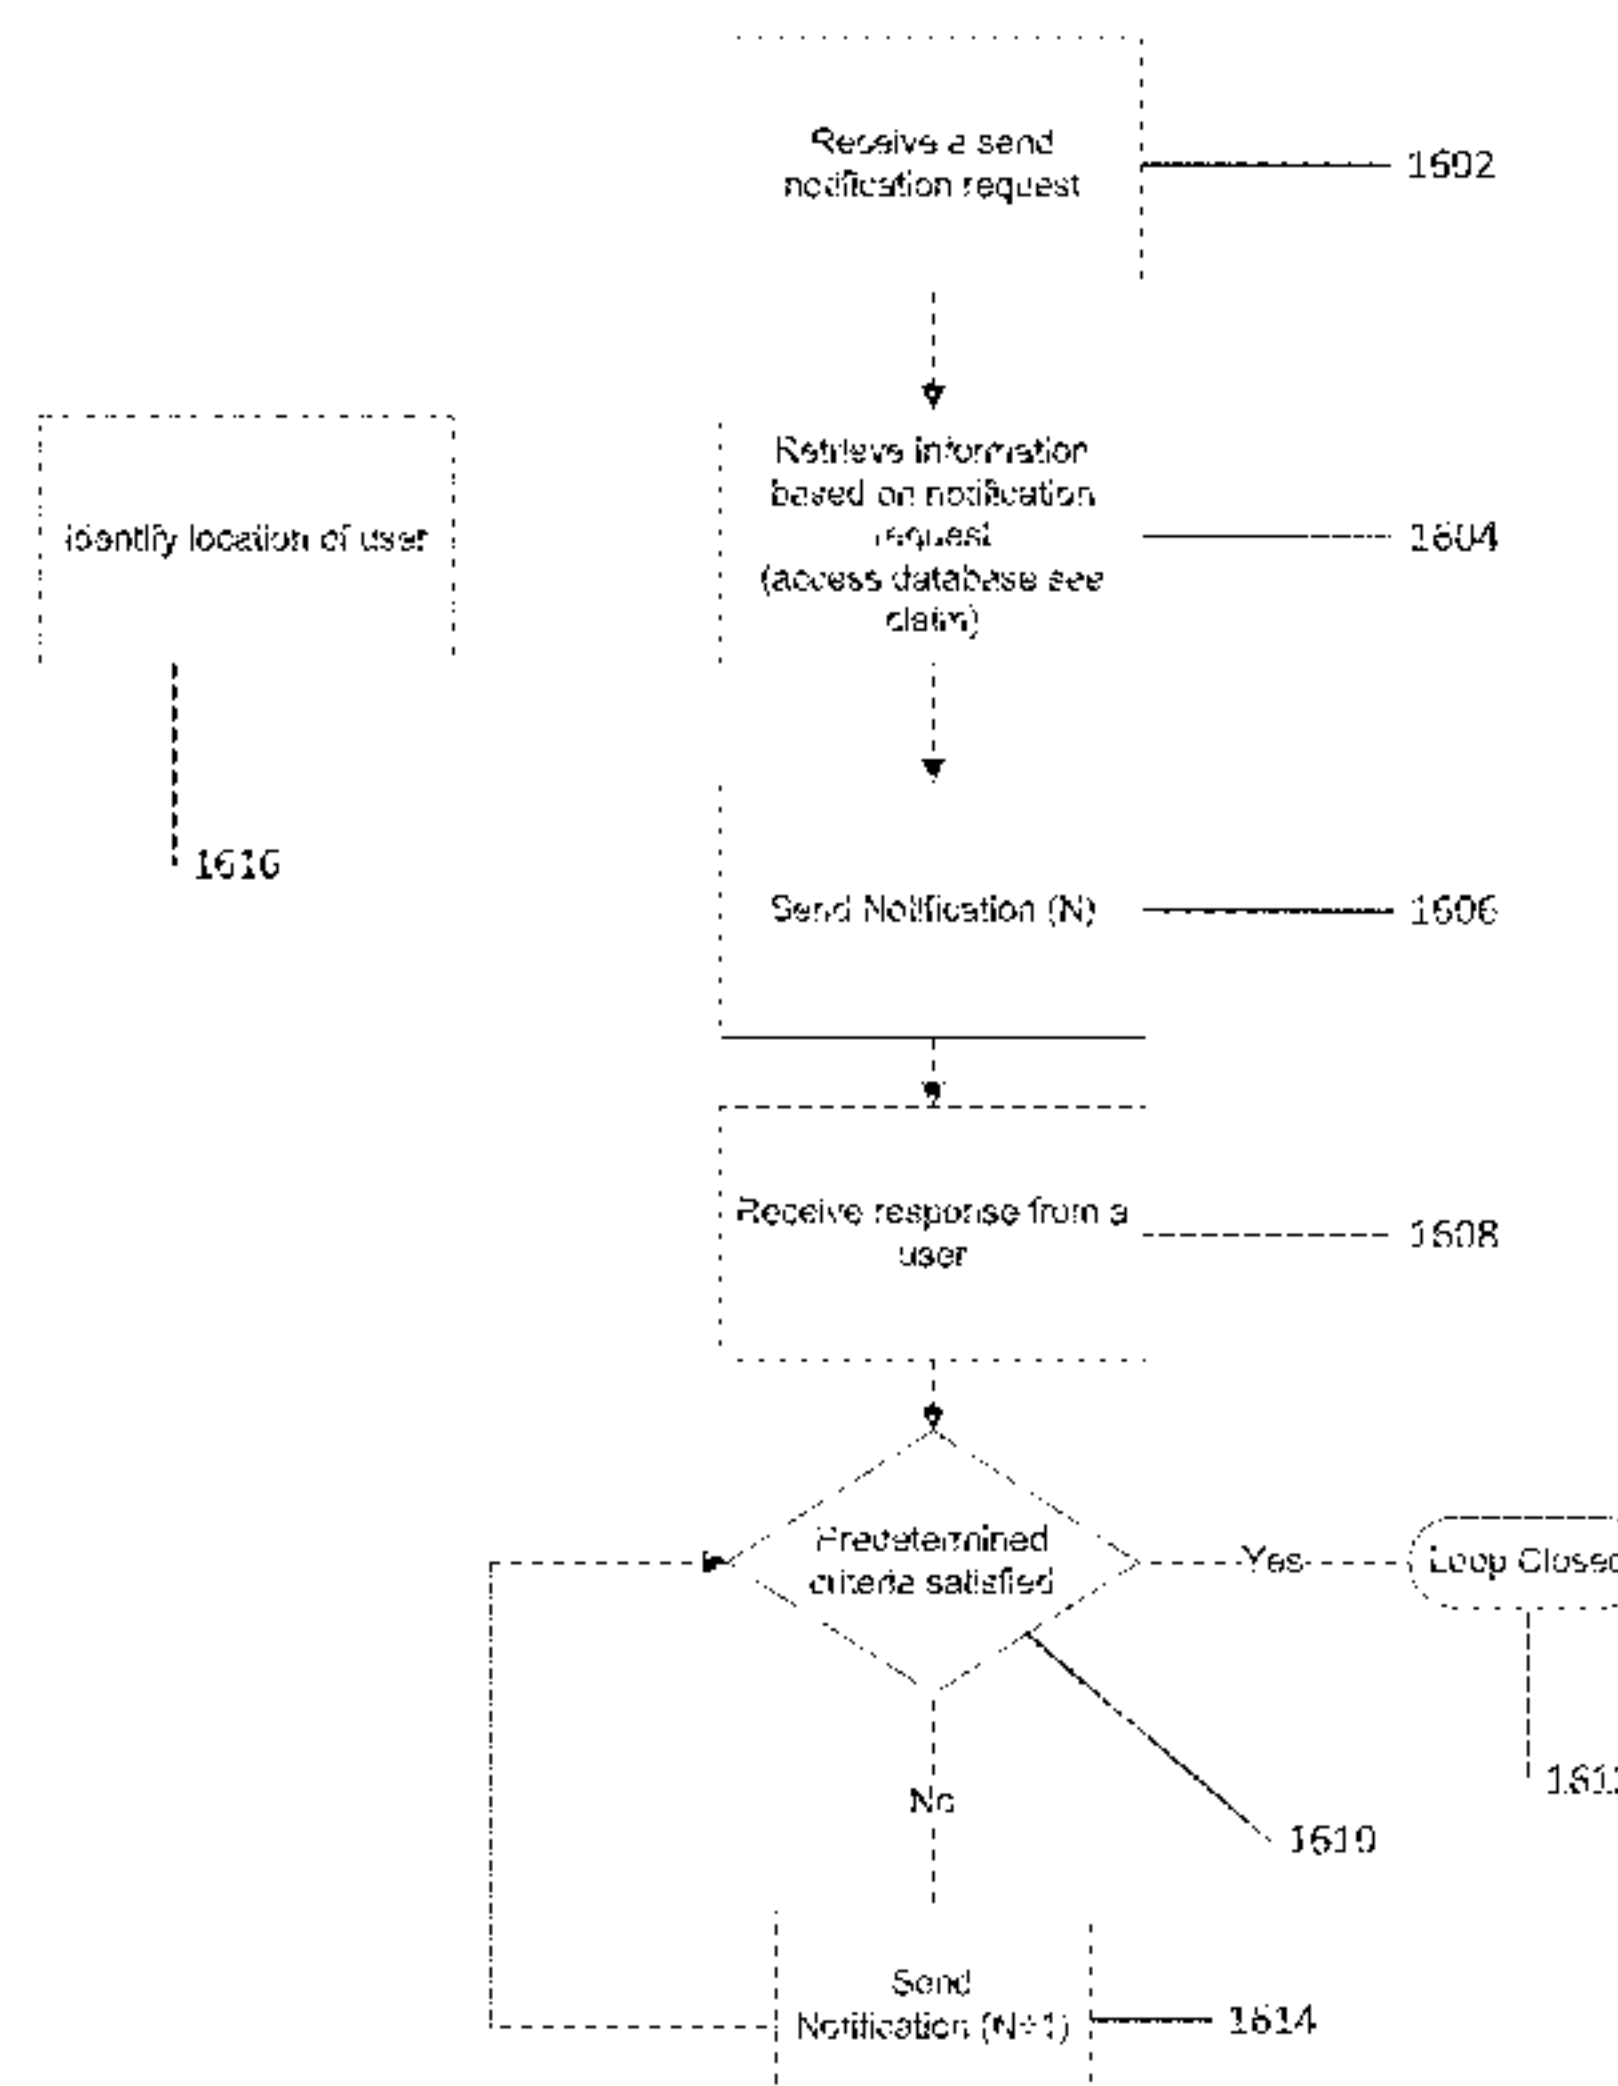 Receive a send
notification request
1602
Retrieve information
based on notification
request
(access database see
claim)
1604
Identify location of user
1616
Send Notification (N)
1606
Receive response from a
user
1608
Predetermined
criteria satisfied
Yes
Loop Closed
No
1610
Send
Notification (N+1)
1614